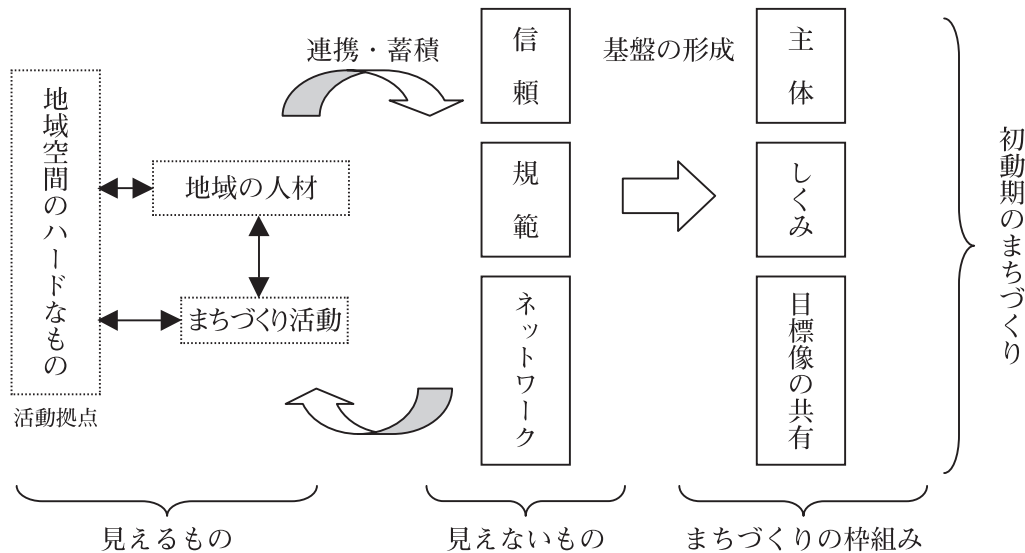 連携・蓄積
基盤の形成
地域空間のハードなもの
地域の人材
まちづくり活動
活動拠点
信頼
規範
ネットワーク
主体
しくみ
目標像の共有
初動期のまちづくり
見えるもの
見えないもの
まちづくりの枠組み